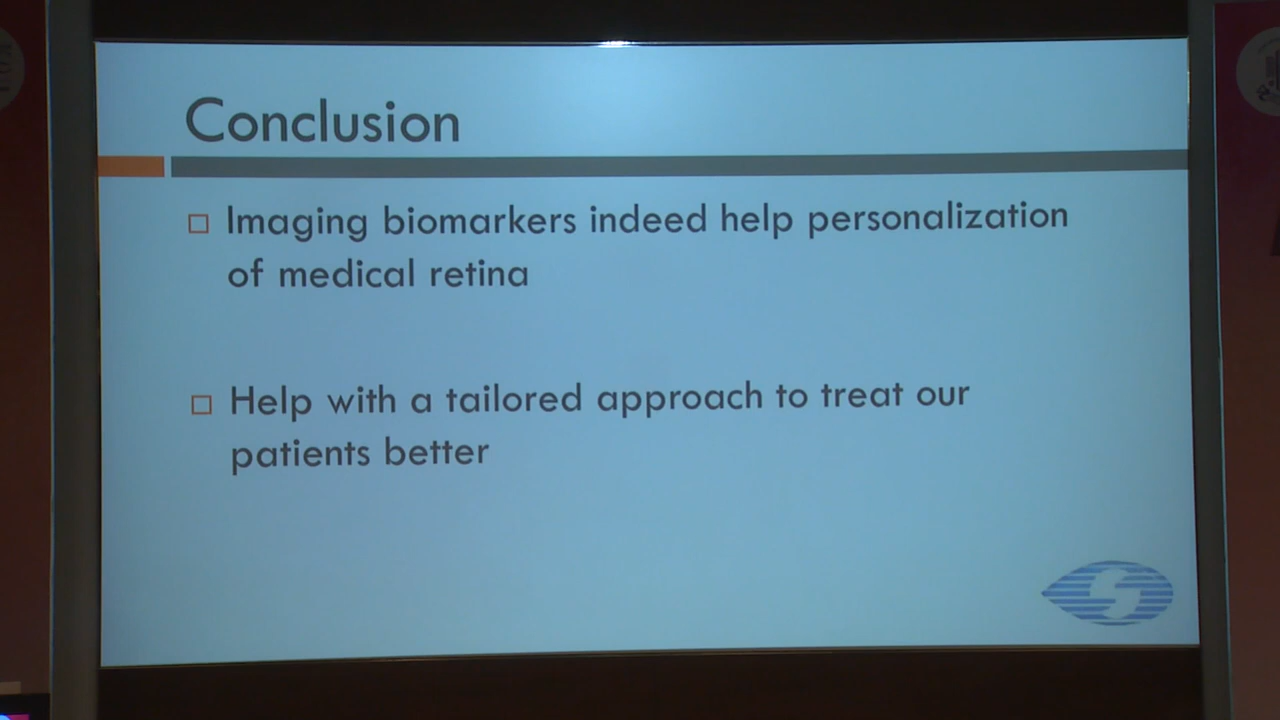 Conclusion
Imaging biomarkers indeed help personalization
of medical retina
Help with a tailored approach to treat our
patients better